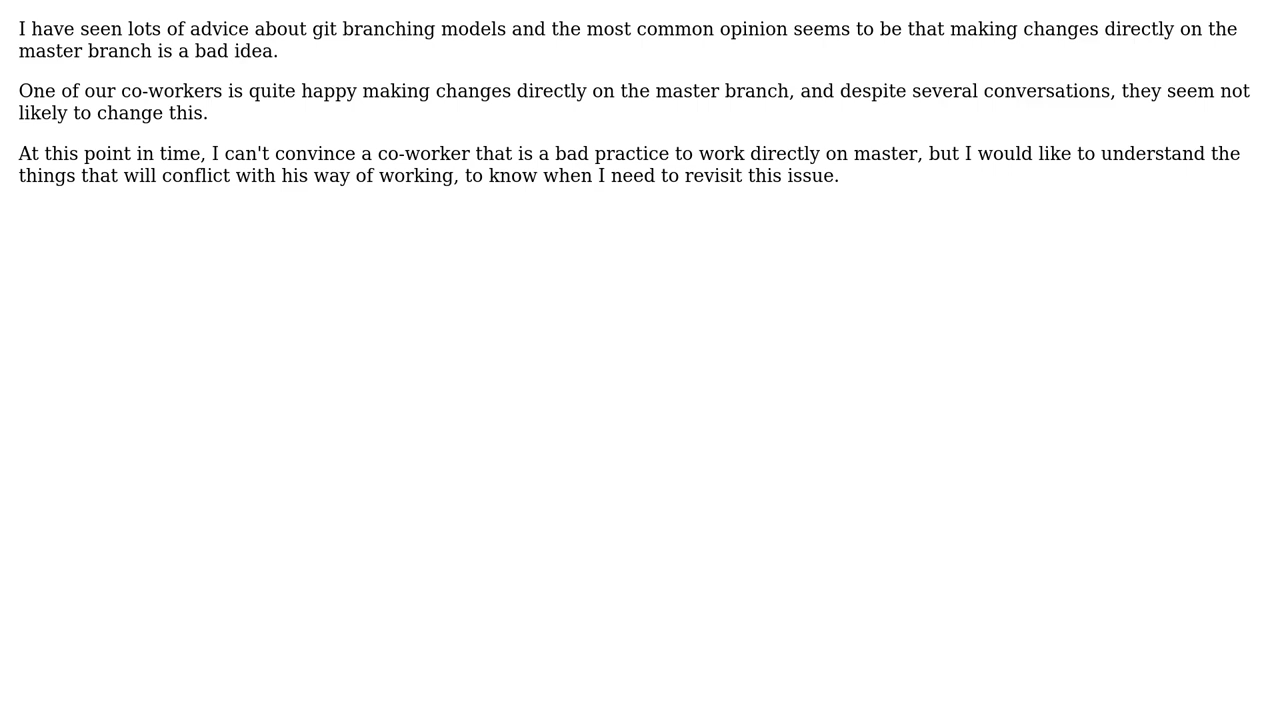 I have seen lots of advice about git branching models and the most common opinion seems to be that making changes directly on the
master branch is a bad idea.
One of our co-workers is quite happy making changes directly on the master branch, and despite several conversations, they seem not
likely to change this.
At this point in time, I can't convince a co-worker that is a bad practice to work directly on master, but I would like to understand the
things that will conflict with his way of working, to know when I need to revisit this issue.